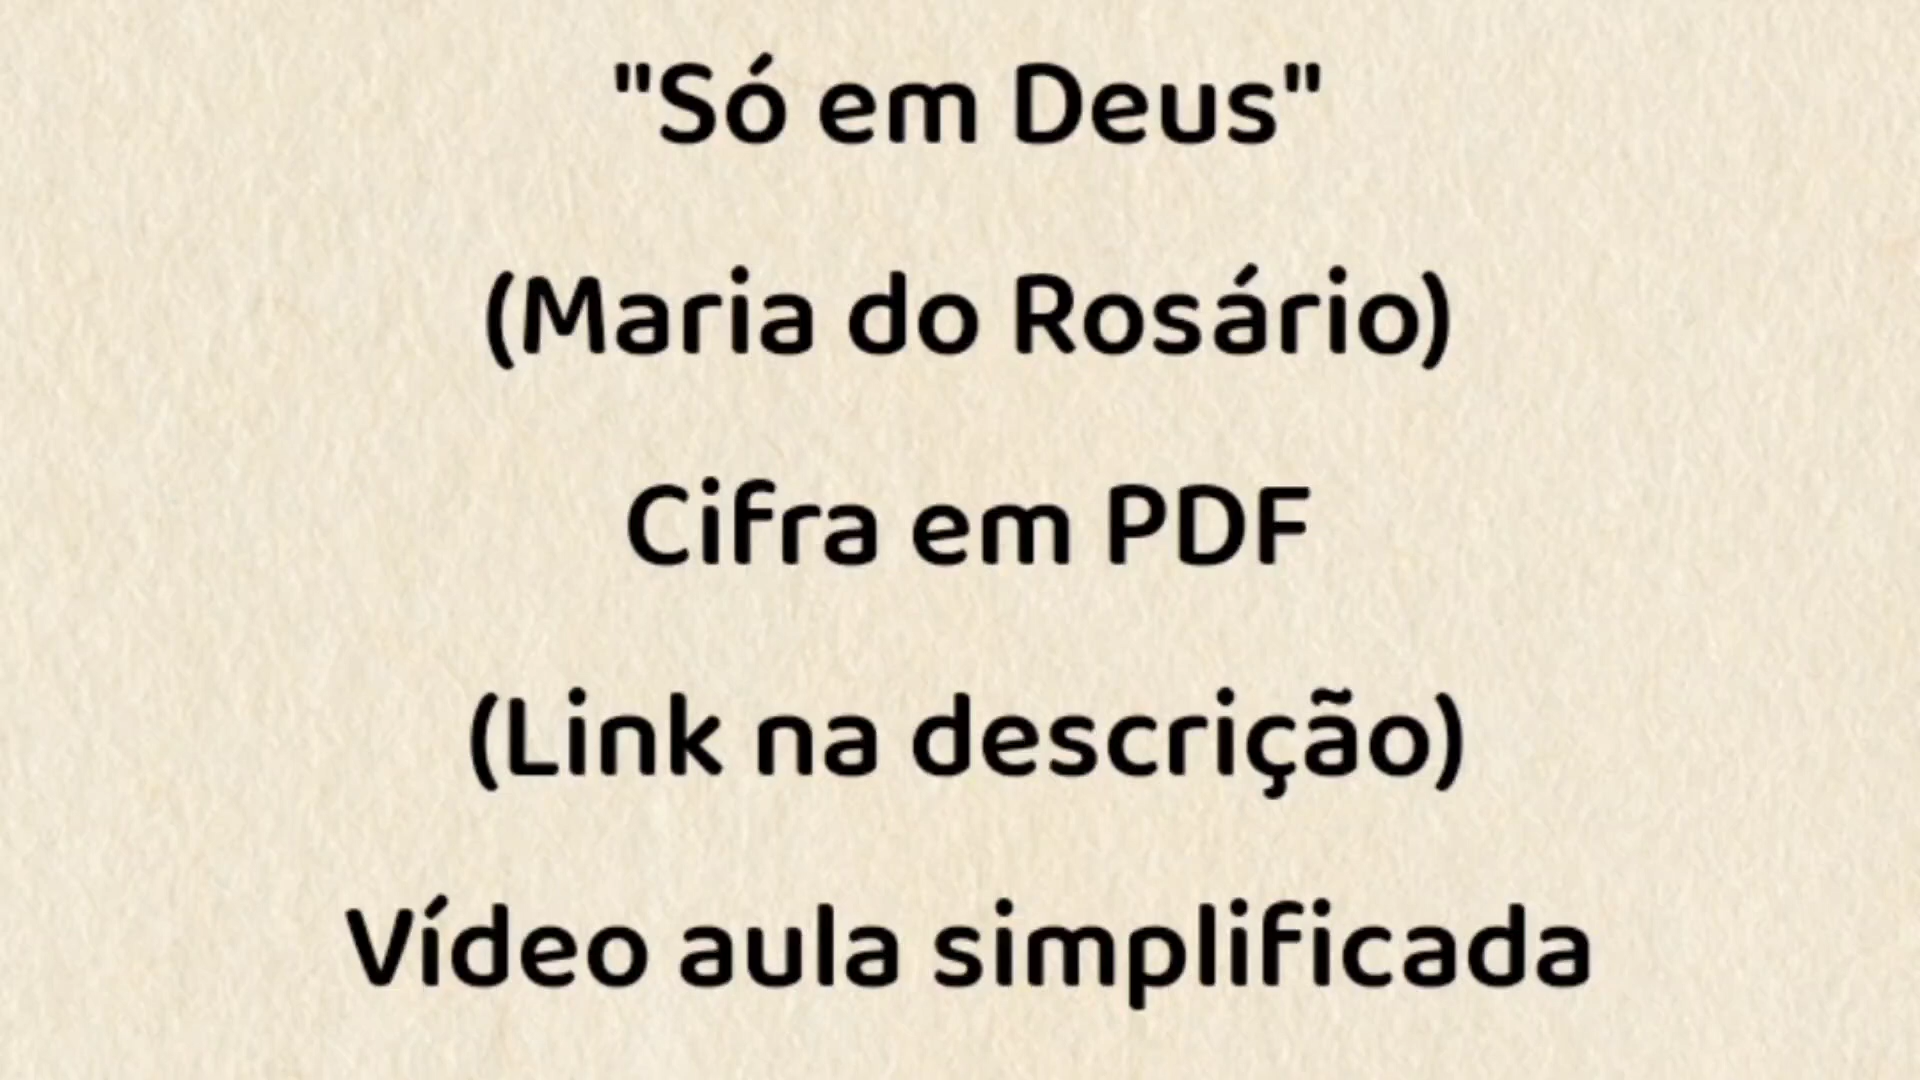 "Só em Deus"
(Maria do Rosário)
Cifra em PDF
(Link na descrição)
Vídeo aula simplificada